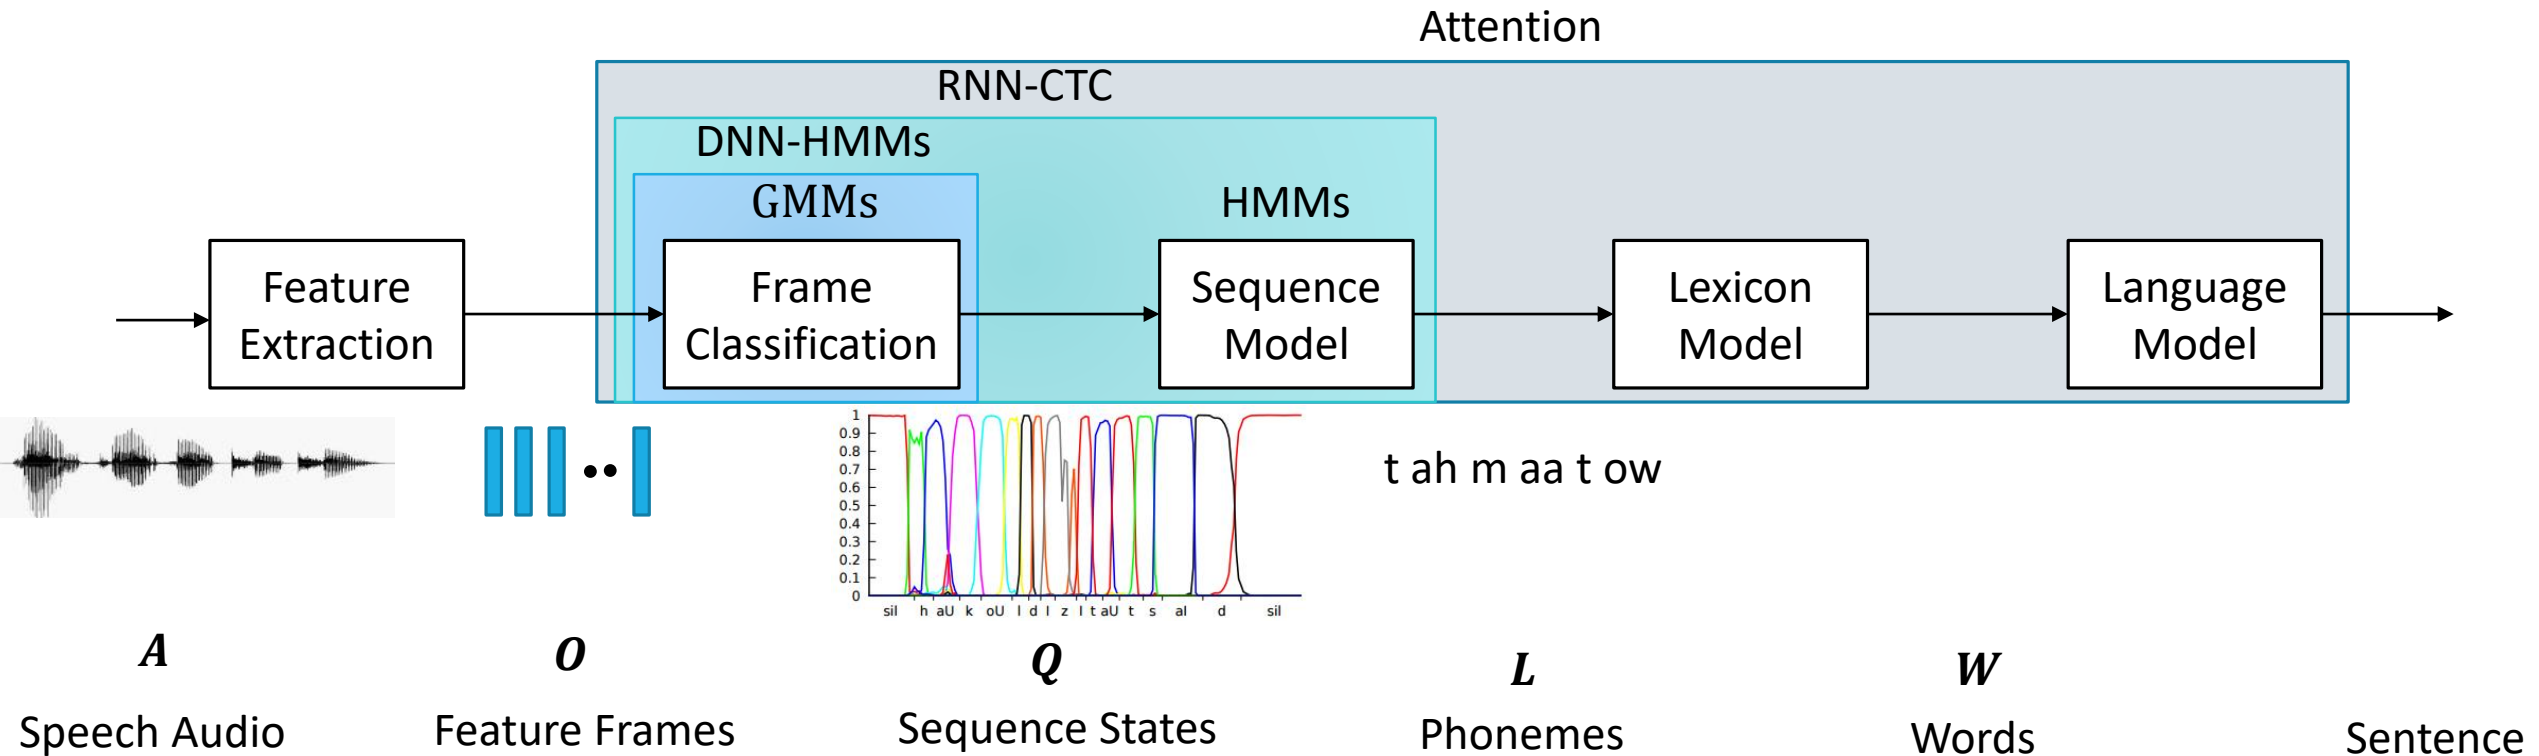 Attention
RNN-CTC
DNN-HMMs
GMMs
HMMs
Feature
Extraction
Frame
Classification
Sequence
Model
Lexicon
Model
Language
Model
1
0.9
0.8
0.7
0.6
0.5
0.4
0.3
0.2
0.1
0
sil h aU k oU l d I z I t aU t s aI d sil
t ah m aa t ow
A
O
Q
L
W
Speech Audio
Feature Frames
Sequence States
Phonemes
Words
Sentence